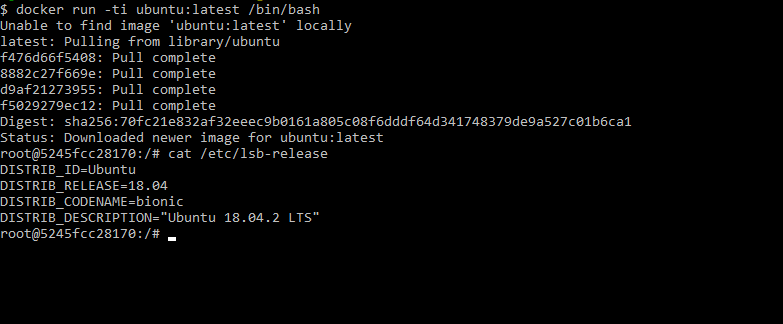 $ docker run -ti ubuntu:latest /bin/bash
Unable to find image 'ubuntu:latest' locally
latest: Pulling from library/ubuntu
f476d66f5408: Pull complete
8882c27f669e: Pull complete
d9af21273955: Pull complete
f5029279ec12: Pull complete
Digest: sha256:70fc21e832af32eeec9b0161a805c08f6dddf64d341748379de9a527c01b6ca1
Status: Downloaded newer image for ubuntu:latest
root@5245fcc28170:/# cat /etc/lsb-release
DISTRIB_ID=Ubuntu
DISTRIB_RELEASE=18.04
DISTRIB_CODENAME=bionic
DISTRIB_DESCRIPTION="Ubuntu 18.04.2 LTS"
root@5245fcc28170:/#